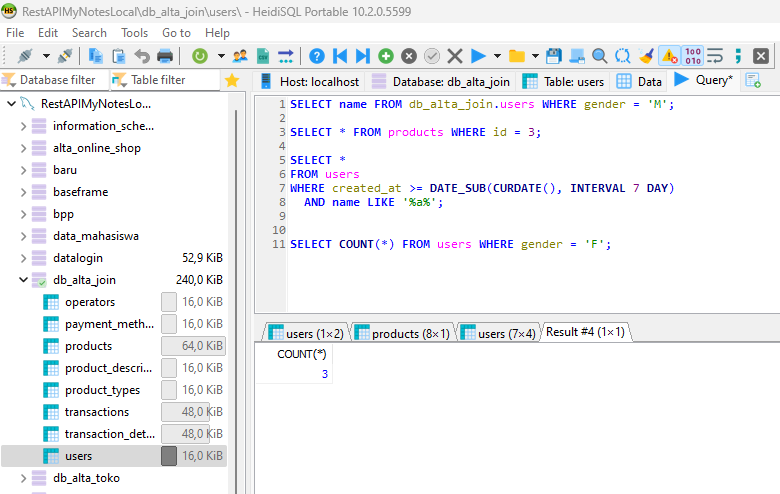 RestAPIMyNotesLocal\db_alta_join\users\ - HeidiSQL Portable 10.2.0.5599
File Edit Search Tools Go to Help
Database filter Table filter
Host: localhost Database: db_alta_join Table: users Data Query*
RestAPIMyNotesLo...
information_sche...
alta_online_shop
baru
baseframe
bpp
data_mahasiswa
datalogin 52,9 KiB
db_alta_join 240,0 KiB
operators 16,0 KiB
payment_meth... 16,0 KiB
products 64,0 KiB
product_descri... 16,0 KiB
product_types 16,0 KiB
transactions 48,0 KiB
transaction_det... 48,0 KiB
users 16,0 KiB
db_alta_toko
1 SELECT name FROM db_alta_join.users WHERE gender = 'M';
2
3 SELECT * FROM products WHERE id = 3;
4
5 SELECT *
6 FROM users
7 WHERE created_at >= DATE_SUB(CURDATE(), INTERVAL 7 DAY)
8 AND name LIKE '%a%';
9
10
11 SELECT COUNT(*) FROM users WHERE gender = 'F';
users (1×2) products (8×1) users (7×4) Result #4 (1×1)
COUNT(*)
3